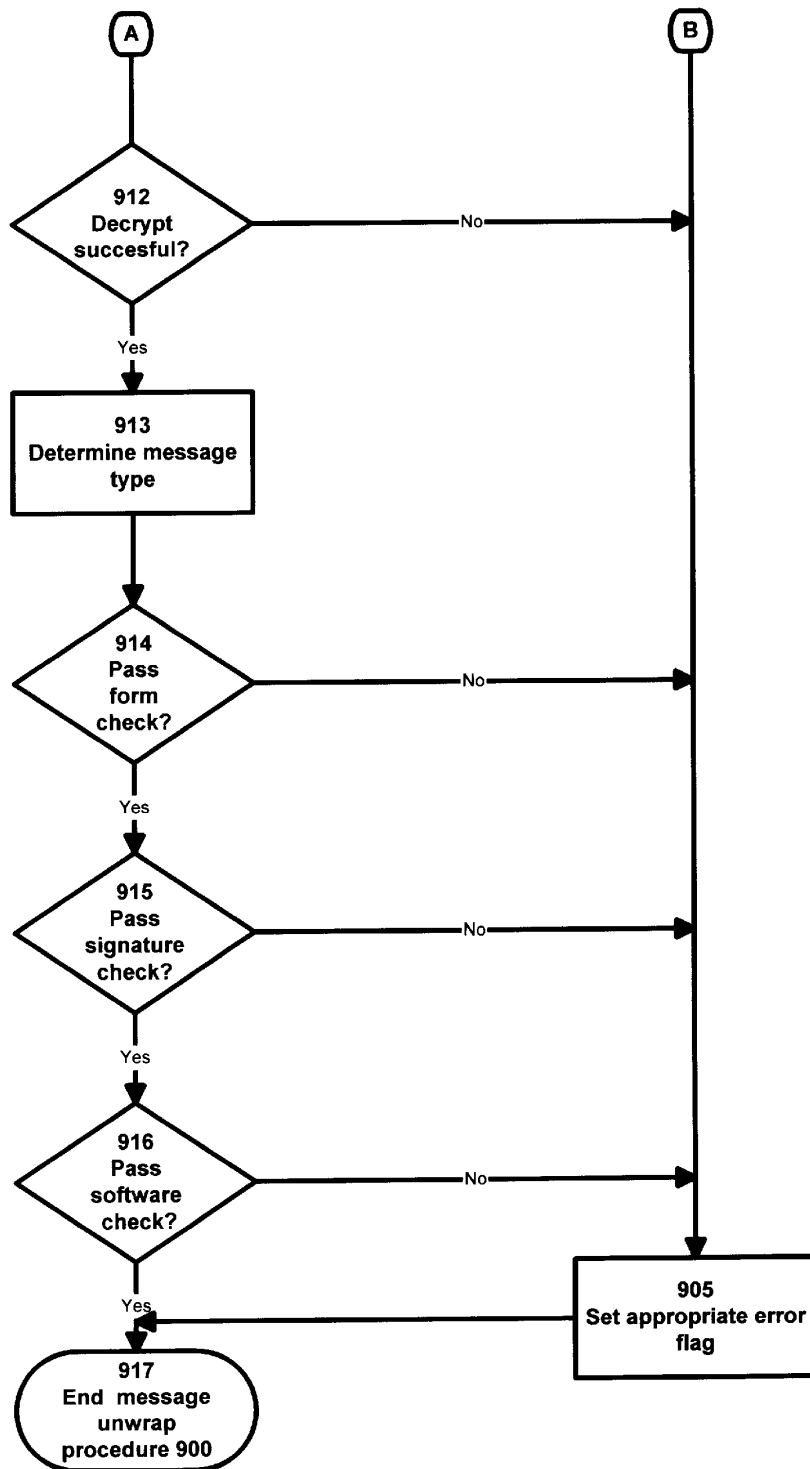 A
B
912
Decrypt
succesful?
No
Yes
913
Determine message
type
914
Pass
form
check?
No
Yes
915
Pass
signature
check?
No
Yes
916
Pass
software
check?
No
Yes
905
Set appropriate error
flag
917
End message
unwrap
procedure 900